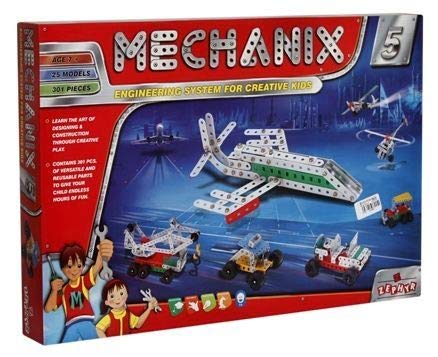 MECHANIX
5
AGE 7+
25 MODELS
301 PIECES
ENGINEERING SYSTEM FOR CREATIVE KIDS
• LEARN THE ART OF
DESIGNING &
CONSTRUCTION
THROUGH CREATIVE
PLAY.
• CONTAINS 301 PCS.
OF VERSATILE AND
REUSABLE PARTS
TO GIVE YOUR
CHILD ENDLESS
HOURS OF FUN.
M
ZEPHYR
MECHANIX
5